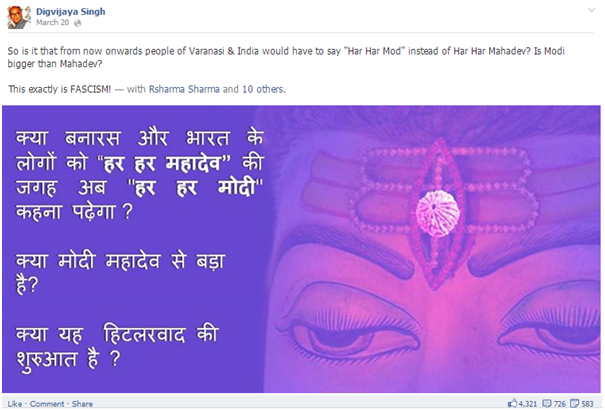 Digvijaya Singh
March 20
So is it that from now onwards people of Varanasi & India would have to say "Har Har Mod" instead of Har Har Mahadev? Is Modi
bigger than Mahadev?
This exactly is FASCISM! — with Rsharma Sharma and 10 others.
क्या बनारस और भारत के
लोगों को “हर हर महादेव” की
जगह अब "हर हर मोदी"
कहना पढ़ेगा ?
क्या मोदी महादेव से बड़ा
है?
क्या यह हिटलरवाद की
शुरुआत है ?
Like · Comment · Share 4,321 726 583